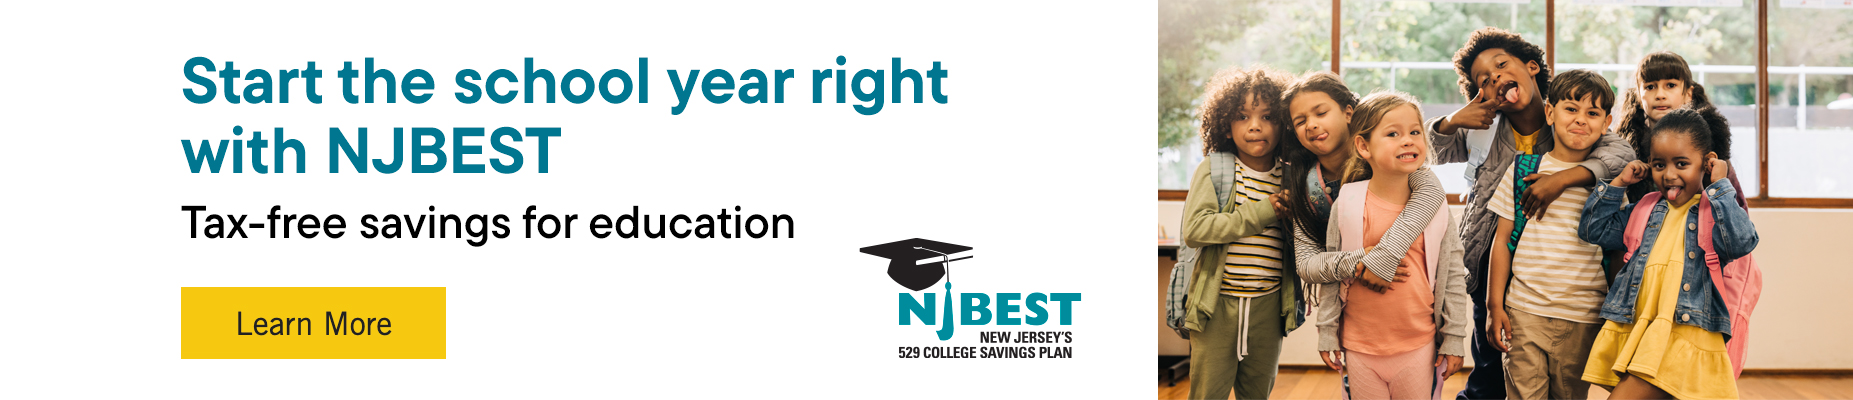 Start the school year right
with NJBEST
Tax-free savings for education
Learn More
NJBEST
NEW JERSEY'S
529 COLLEGE SAVINGS PLAN